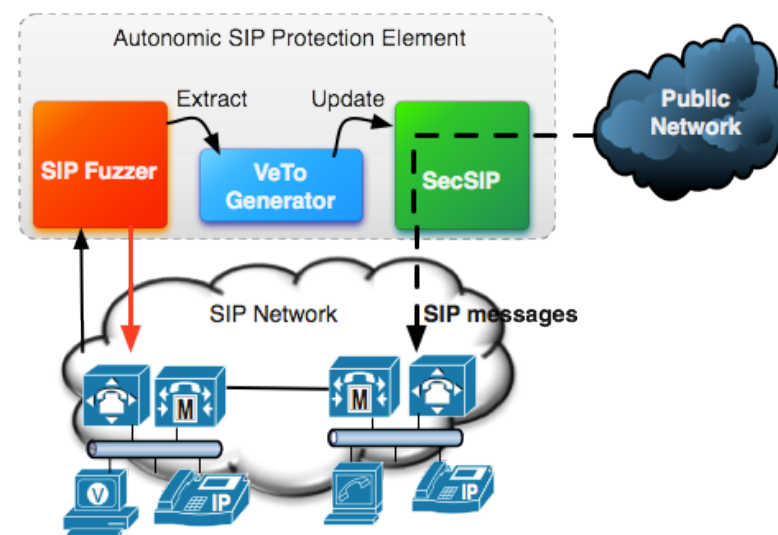 Autonomic SIP Protection Element
Extract
Update
Public
Network
SIP Fuzzer
VeTo
Generator
SecSIP
SIP Network
SIP messages
M
M
V
IP
IP